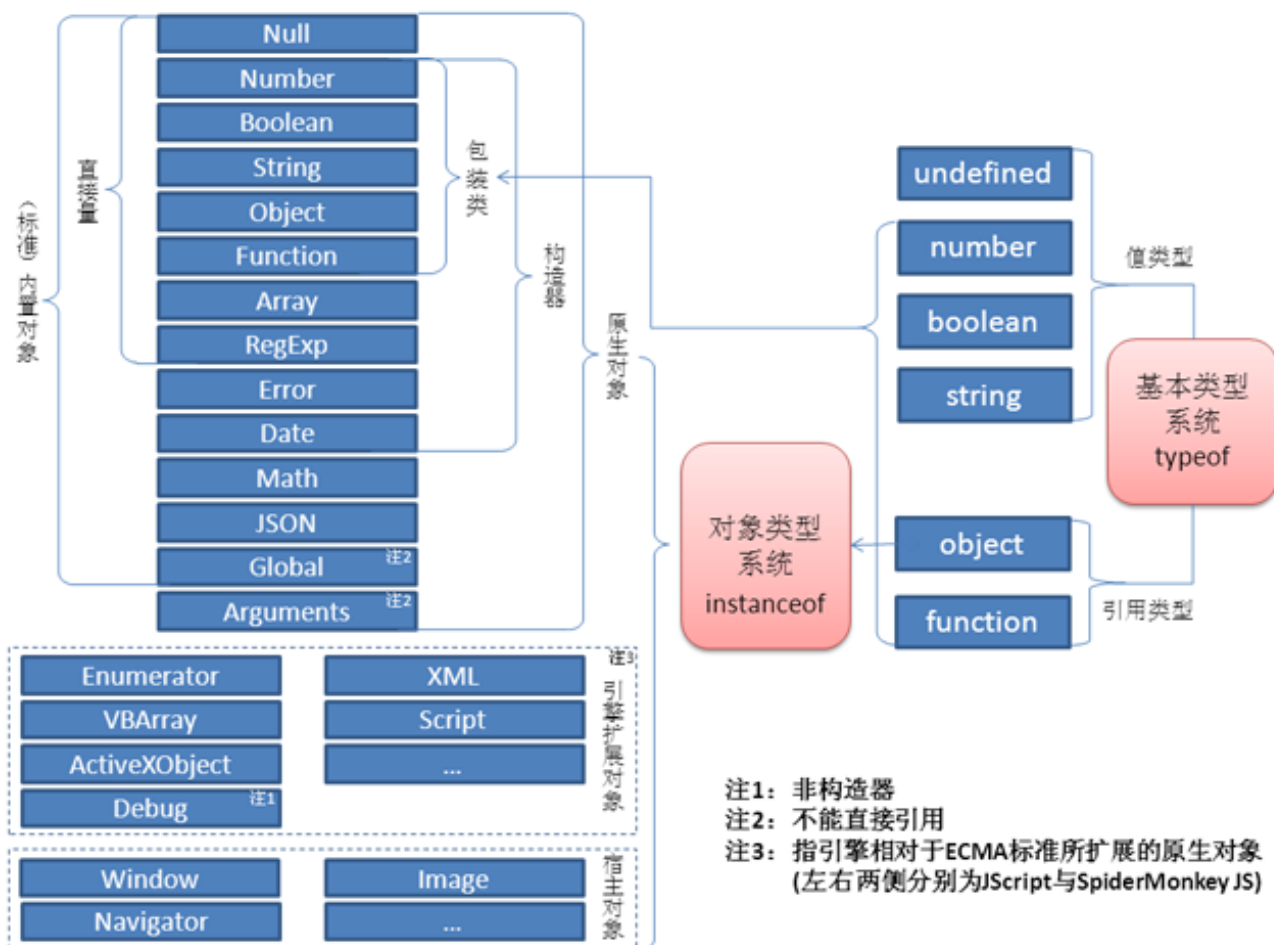 Null
Number
Boolean
String
Object
Function
Array
RegExp
Error
Date
Math
JSON
Global 注2
Arguments 注2
(标准)内置对象
直接量
包装类
构造器
原生对象
注3
引擎扩展对象
Enumerator
VBArray
ActiveXObject
Debug 注1
XML
Script
...
宿主对象
Window
Navigator
Image
...
对象类型
系统
instanceof
undefined
number
boolean
string
object
function
值类型
引用类型
基本类型
系统
typeof
注1：非构造器
注2：不能直接引用
注3：指引擎相对于ECMA标准所扩展的原生对象
(左右两侧分别为JScript与SpiderMonkey JS)